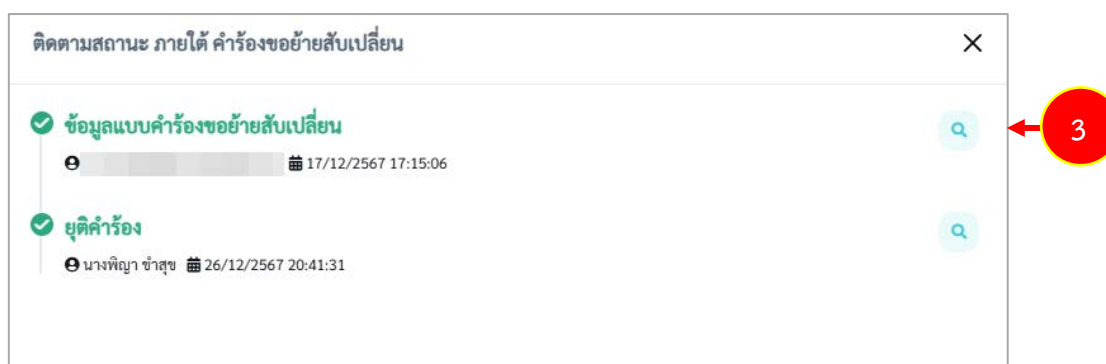 ติดตามสถานะ ภายใต้ คำร้องขอย้ายสับเปลี่ยน
ข้อมูลแบบคำร้องขอย้ายสับเปลี่ยน
17/12/2567 17:15:06
3
ยุติคำร้อง
นางพิญา ขำสุข 26/12/2567 20:41:31